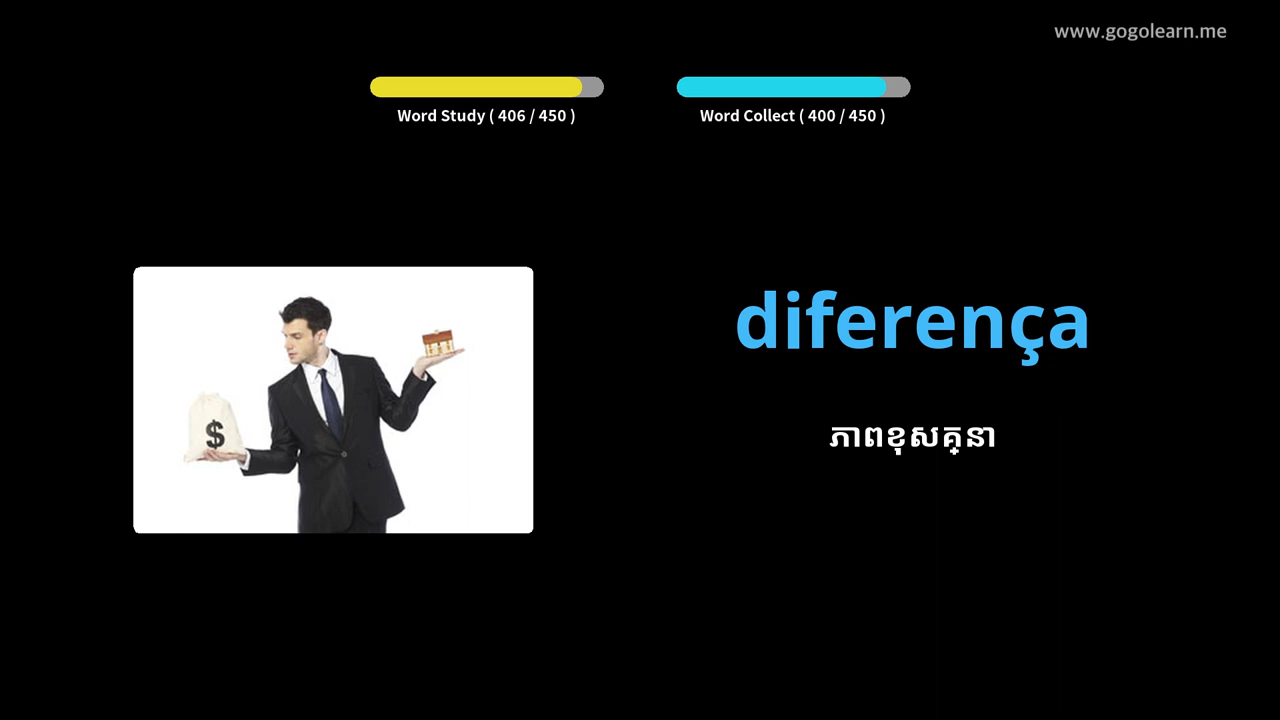 www.gogolearn.me
Word Study ( 406 / 450 )
Word Collect ( 400 / 450 )
diferença
ភាពខុសគ្នា
$